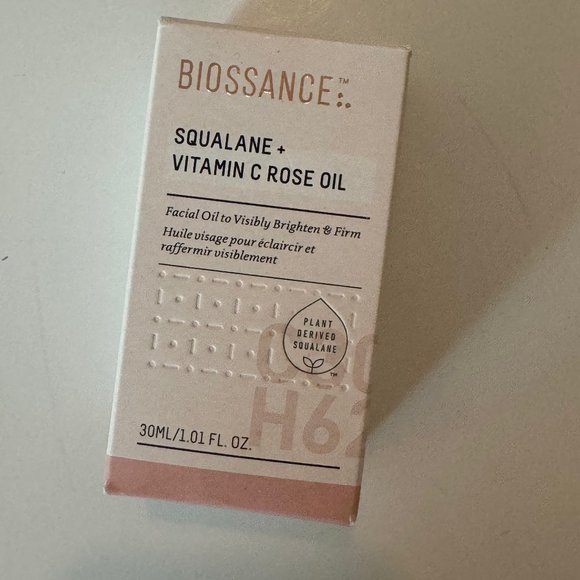 BIOSSANCE™
SQUALANE +
VITAMIN C ROSE OIL
Facial Oil to Visibly Brighten & Firm
Huile visage pour éclaircir et
raffermir visiblement
PLANT
DERIVED
SQUALANE
™
H62
30ML/1.01 FL. OZ.